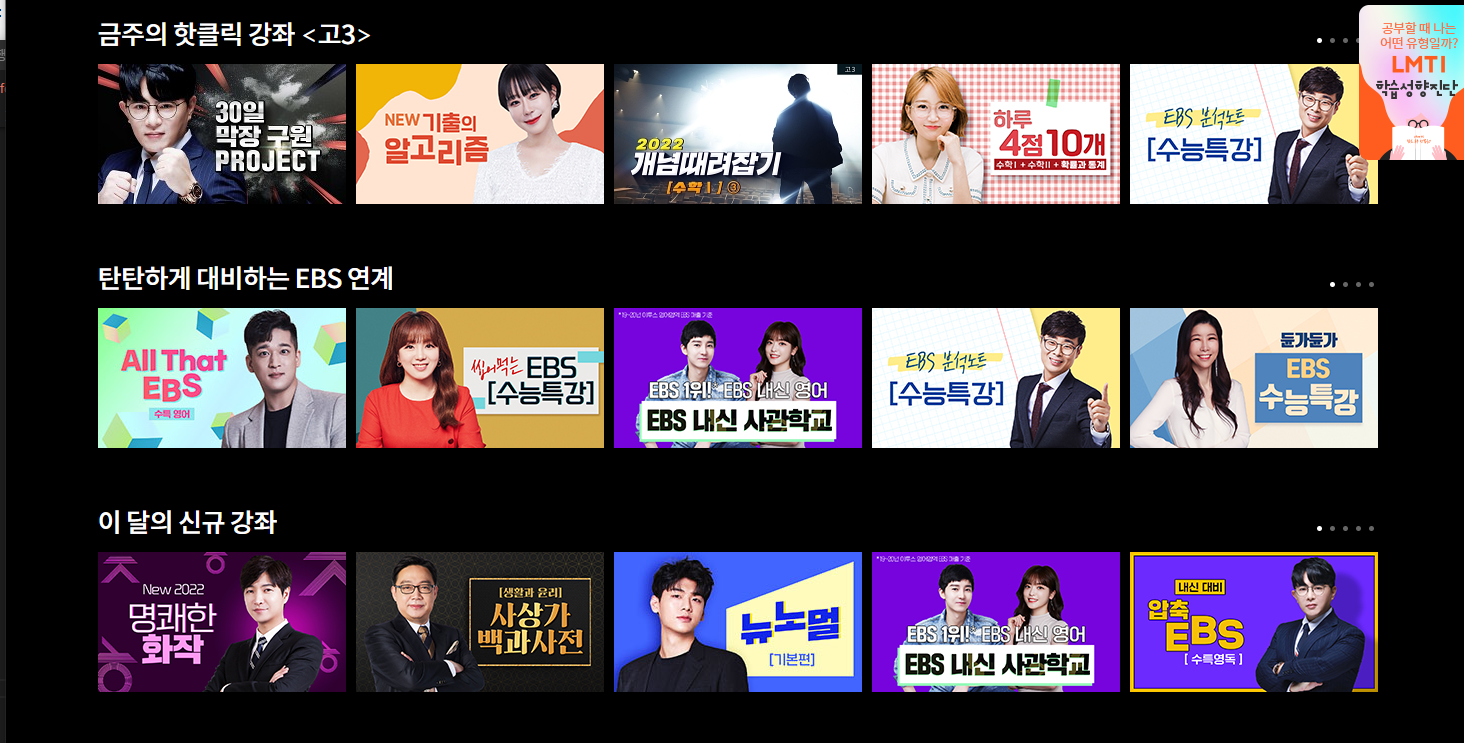 금주의 핫클릭 강좌 <고3>
공부할 때 나는
어떤 유형일까?
LMTI
학습성향진단
30일
막장 구원
PROJECT
NEW 기출의
알고리즘
고3
2022
개념때려잡기
[수학 I] ③
하루
4점 10개
수학 I + 수학 II + 확률과 통계
EBS 분석노트
[수능특강]
탄탄하게 대비하는 EBS 연계
All That
EBS
수특 영어
씹어먹는 EBS
[수능특강]
EBS 1위!* EBS 내신 영어
EBS 내신 사관학교
EBS 분석노트
[수능특강]
듄가듄가
EBS
수능특강
이 달의 신규 강좌
New 2022
명쾌한
화작
[생활과 윤리]
사상가
백과사전
뉴노멀
[기본편]
EBS 1위!* EBS 내신 영어
EBS 내신 사관학교
내신 대비
압축
EBS
[수특영독]